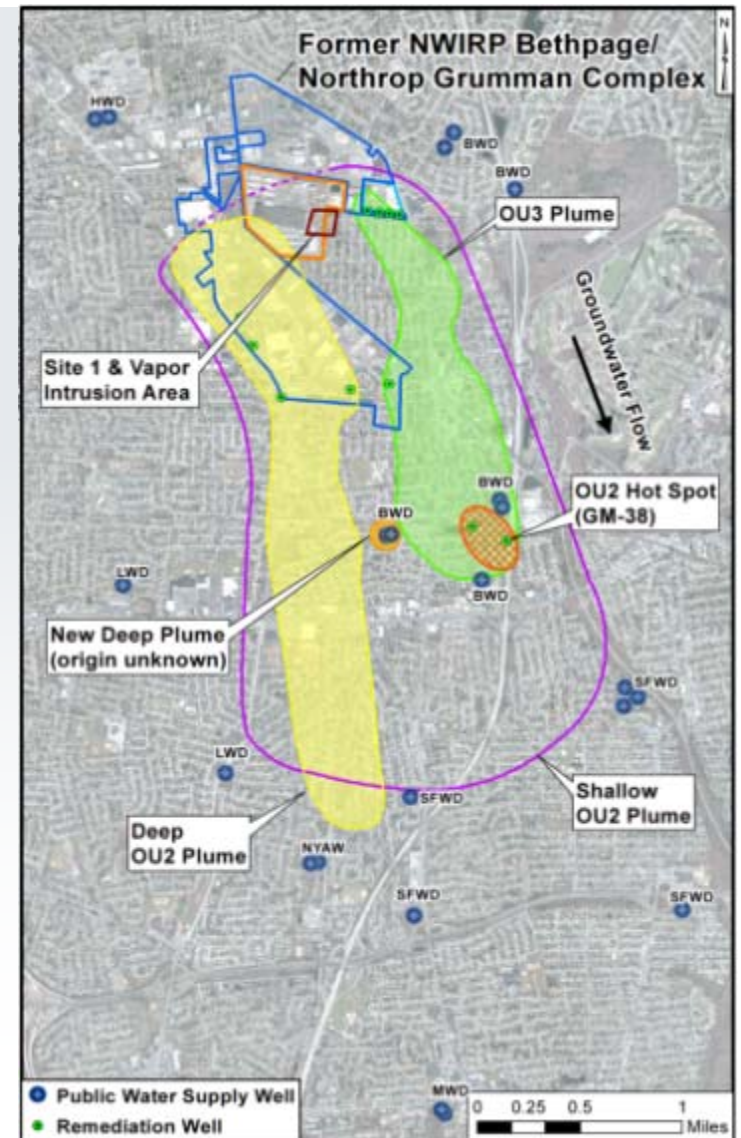 Former NWIRP Bethpage/
Northrop Grumman Complex
N
HWD
BWD
BWD
OU3 Plume
Groundwater Flow
Site 1 & Vapor
Intrusion Area
BWD
OU2 Hot Spot
(GM-38)
BWD
LWD
BWD
New Deep Plume
(origin unknown)
SFWD
LWD
SFWD
Shallow
OU2 Plume
Deep
OU2 Plume
NYAW
SFWD
SFWD
MWD
Public Water Supply Well
Remediation Well
0 0.25 0.5 1
Miles